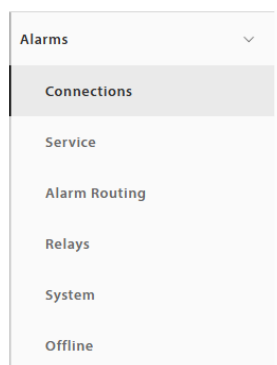 Alarms
Connections
Service
Alarm Routing
Relays
System
Offline